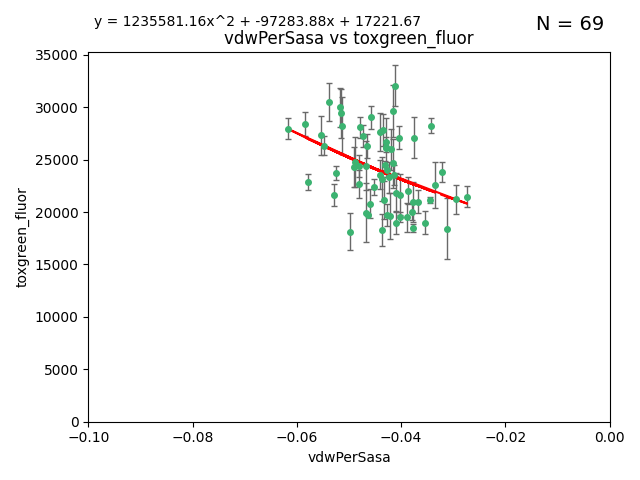 y = 1235581.16x^2 + -97283.88x + 17221.67
N = 69
vdwPerSasa vs toxgreen_fluor
35000
30000
25000
20000
15000
10000
5000
0
toxgreen_fluor
−0.10
−0.08
−0.06
−0.04
−0.02
0.00
vdwPerSasa